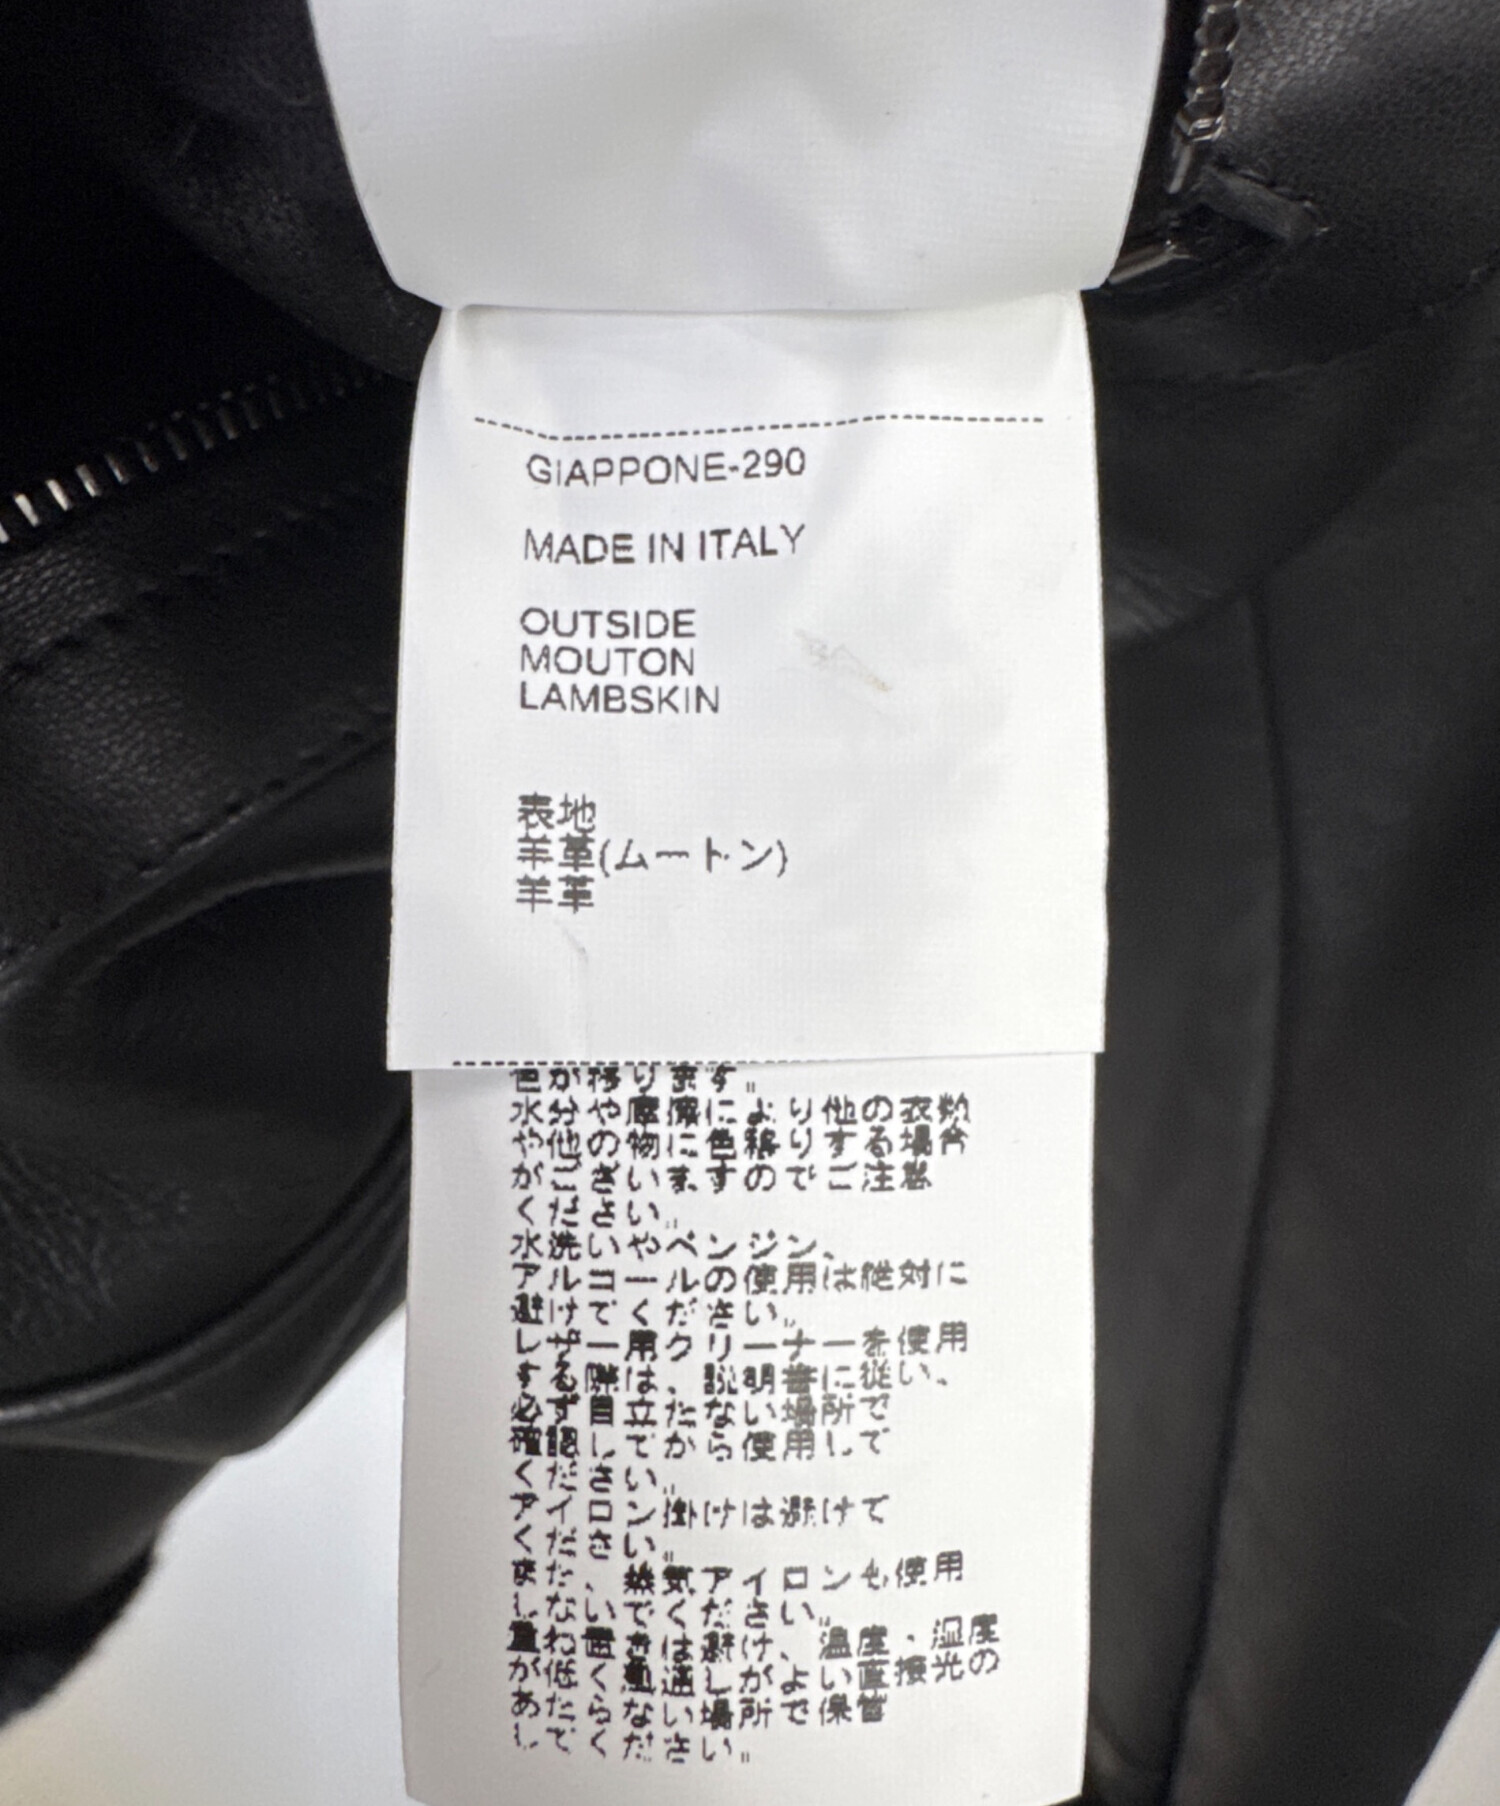 GIAPPONE-290
MADE IN ITALY
OUTSIDE
MOUTON
LAMBSKIN
表地
羊革(ムートン)
羊革
色が移ります。
水分や摩擦により他の衣類
や他の物に色移りする場合
がございますのでご注意
ください。
水洗いやベンジン、
アルコールの使用は絶対に
避けてください。
レザー用クリーナーを使用
する際は、説明書に従い、
必ず目立たない場所で
確認してから使用して
ください。
アイロン掛けは避けて
ください。
また、蒸気アイロンも使用
しないでください。
重ね置きは避け、温度・湿度
が低く風通しがよい直接光の
あたらない場所で保管
してください。